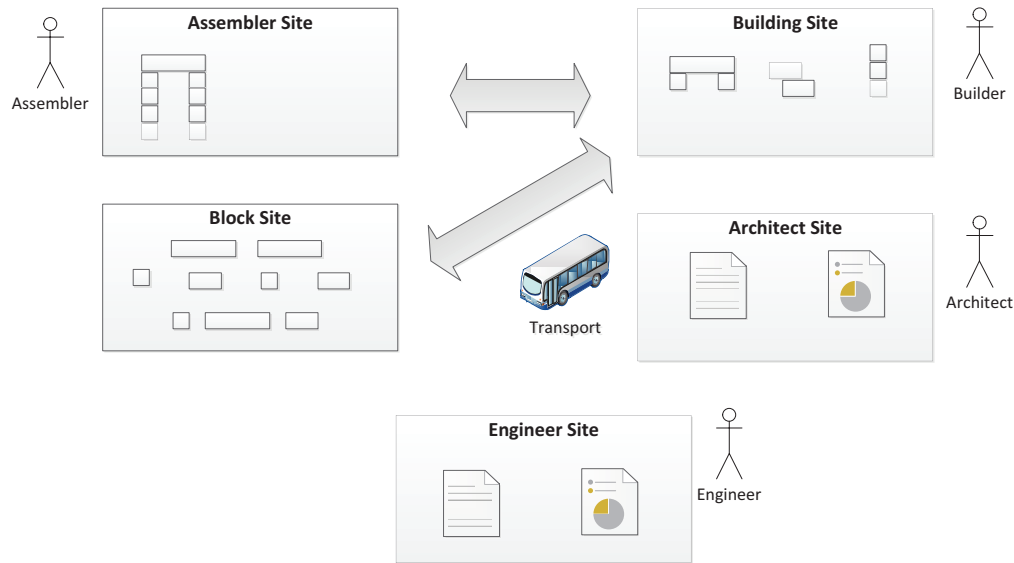 Assembler Site
Building Site
Assembler
Builder
Block Site
Architect Site
Transport
Architect
Engineer Site
Engineer